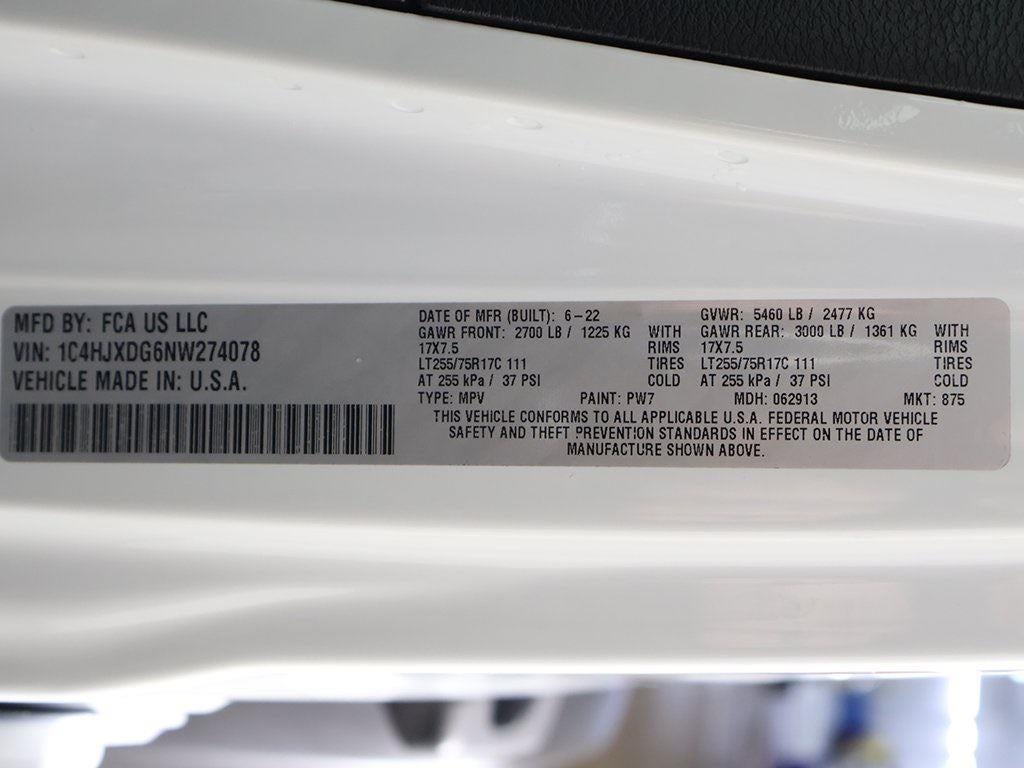 MFD BY: FCA US LLC
VIN: 1C4HJXDG6NW274078
VEHICLE MADE IN: U.S.A.
DATE OF MFR (BUILT): 6-22 GVWR: 5460 LB / 2477 KG
GAWR FRONT: 2700 LB / 1225 KG WITH GAWR REAR: 3000 LB / 1361 KG WITH
17X7.5 RIMS 17X7.5 RIMS
LT255/75R17C 111 TIRES LT255/75R17C 111 TIRES
AT 255 kPa / 37 PSI COLD AT 255 kPa / 37 PSI COLD
TYPE: MPV PAINT: PW7 MDH: 062913 MKT: 875
THIS VEHICLE CONFORMS TO ALL APPLICABLE U.S.A. FEDERAL MOTOR VEHICLE
SAFETY AND THEFT PREVENTION STANDARDS IN EFFECT ON THE DATE OF
MANUFACTURE SHOWN ABOVE.